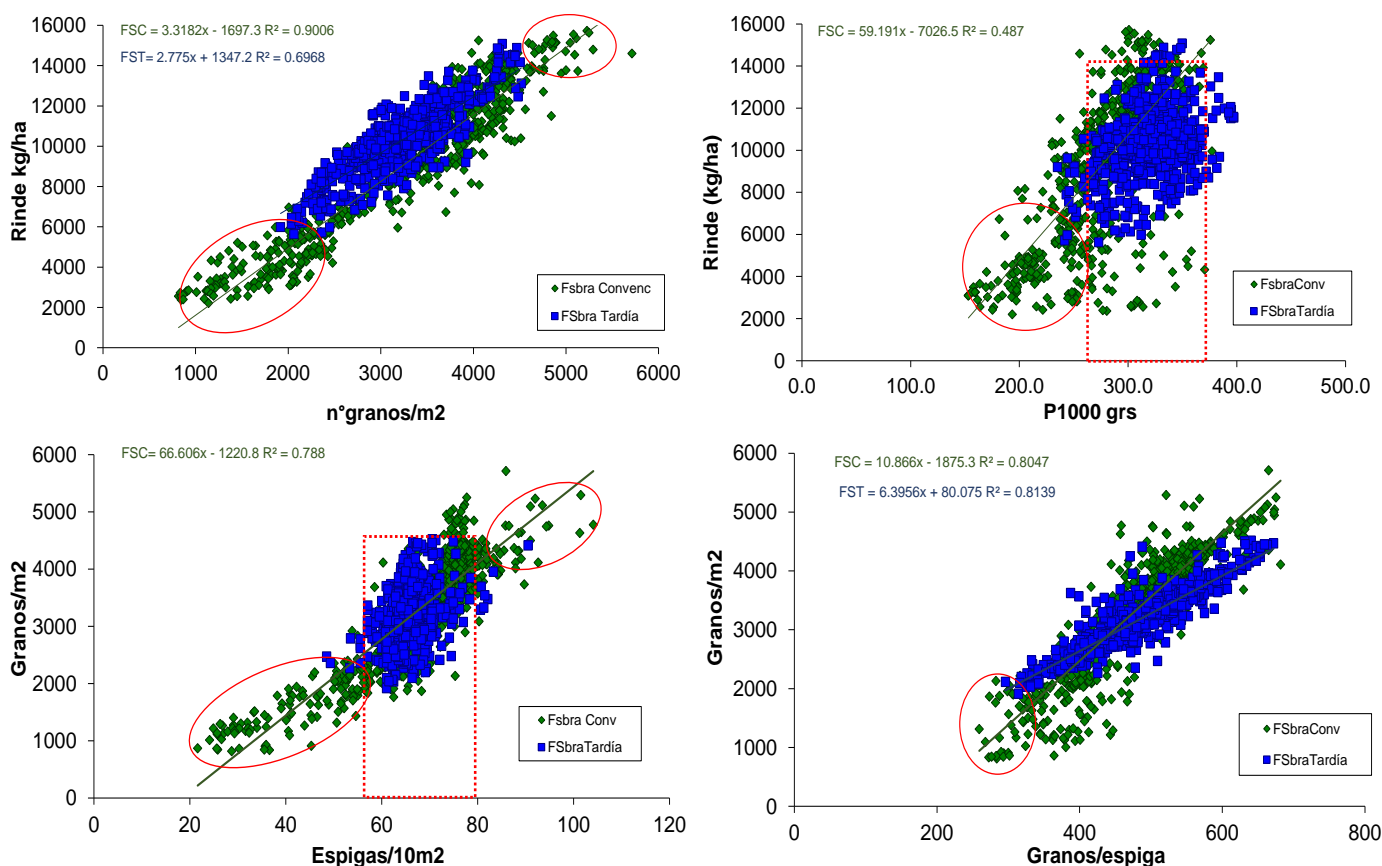 FSC = 3.3182x - 1697.3 R² = 0.9006
FST= 2.775x + 1347.2 R² = 0.6968
16000
14000
12000
10000
8000
6000
4000
2000
0
Rinde kg/ha
Fsbra Convenc
FSbra Tardía
1000 2000 3000 4000 5000 6000
n°granos/m2
FSC = 59.191x - 7026.5 R² = 0.487
16000
14000
12000
10000
8000
6000
4000
2000
0
Rinde (kg/ha)
FsbraConv
FSbraTardía
0.0 100.0 200.0 300.0 400.0 500.0
P1000 grs
FSC= 66.606x - 1220.8 R² = 0.788
6000
5000
4000
3000
2000
1000
0
Granos/m2
Fsbra Conv
FSbraTardía
0 20 40 60 80 100 120
Espigas/10m2
FSC = 10.866x - 1875.3 R² = 0.8047
FST = 6.3956x + 80.075 R² = 0.8139
6000
5000
4000
3000
2000
1000
0
Granos/m2
FSbraConv
FSbraTardía
0 200 400 600 800
Granos/espiga